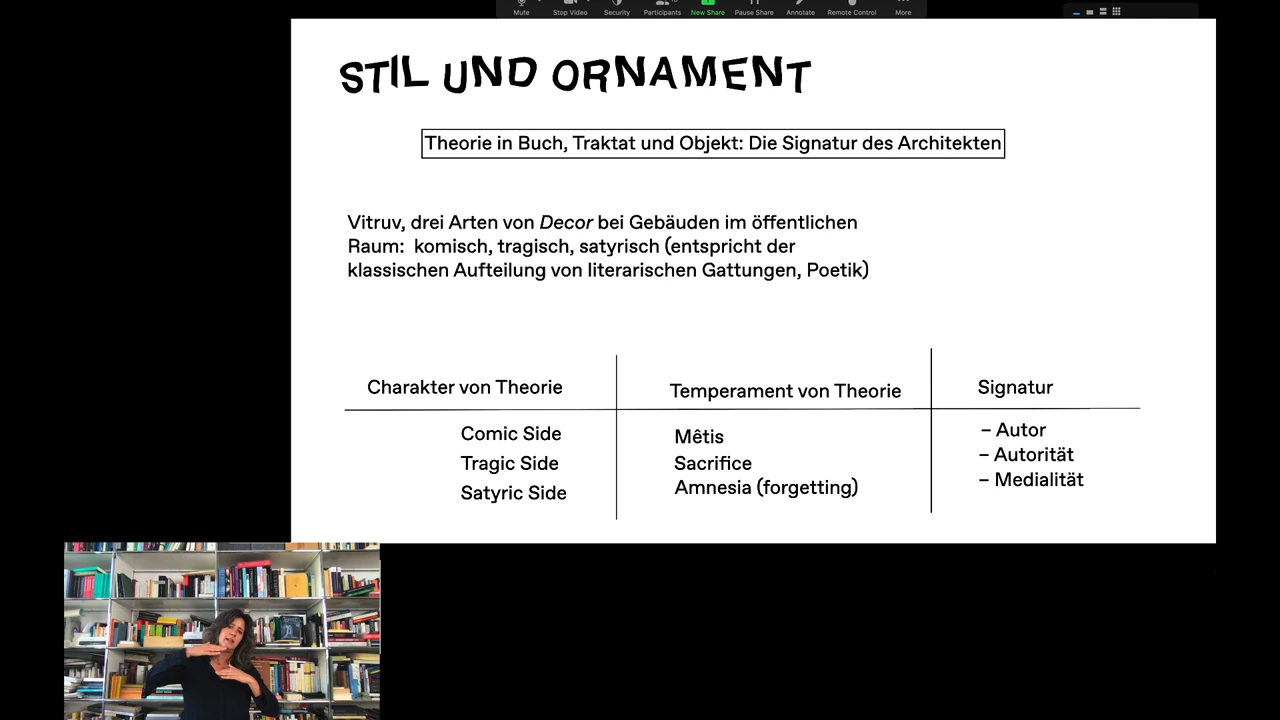 Mute
Stop Video
Security
Participants
New Share
Pause Share
Annotate
Remote Control
More
STIL UND ORNAMENT
Theorie in Buch, Traktat und Objekt: Die Signatur des Architekten
Vitruv, drei Arten von Decor bei Gebäuden im öffentlichen
Raum:  komisch, tragisch, satyrisch (entspricht der
klassischen Aufteilung von literarischen Gattungen, Poetik)
Charakter von Theorie
Comic Side
Tragic Side
Satyric Side
Temperament von Theorie
Mêtis
Sacrifice
Amnesia (forgetting)
Signatur
– Autor
– Autorität
– Medialität